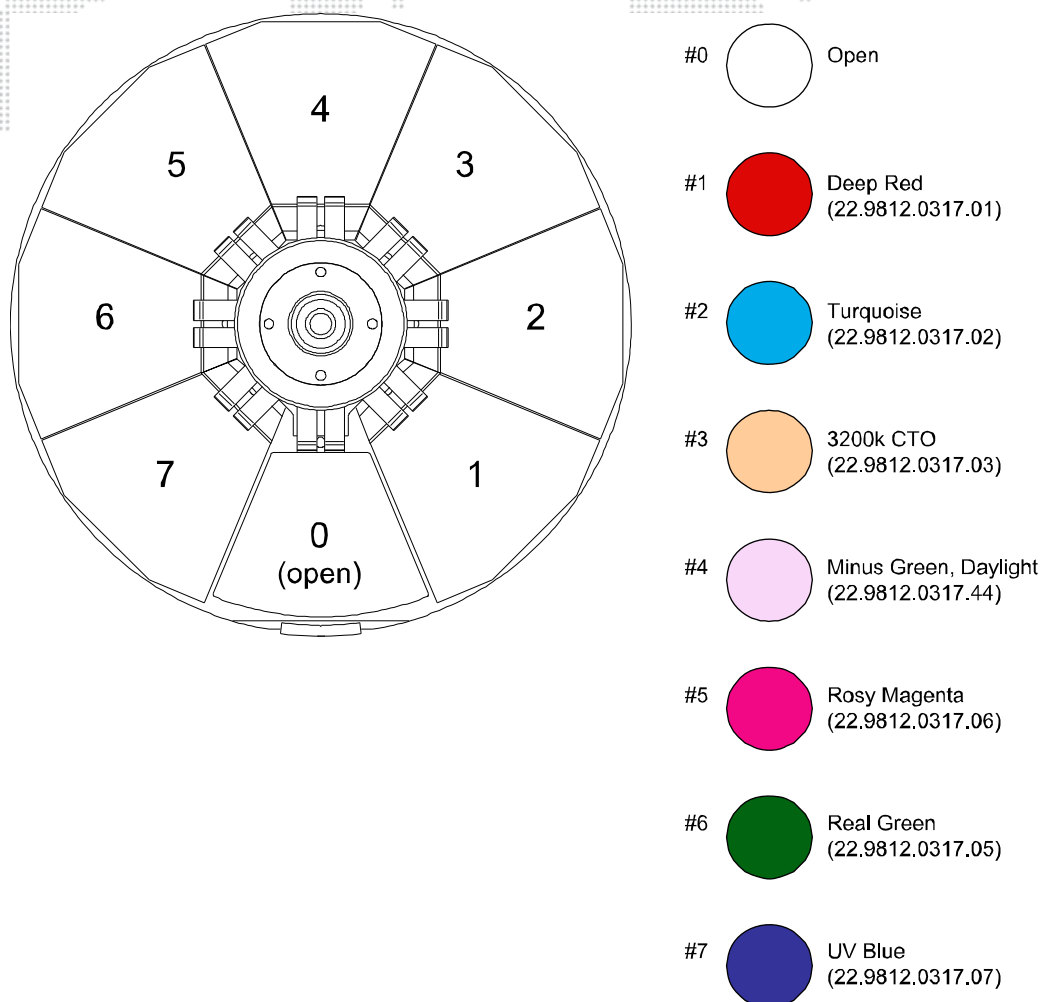 4
5
3
6
2
7
1
0
(open)
#0 Open
#1 Deep Red
(22.9812.0317.01)
#2 Turquoise
(22.9812.0317.02)
#3 3200k CTO
(22.9812.0317.03)
#4 Minus Green, Daylight
(22.9812.0317.44)
#5 Rosy Magenta
(22.9812.0317.06)
#6 Real Green
(22.9812.0317.05)
#7 UV Blue
(22.9812.0317.07)